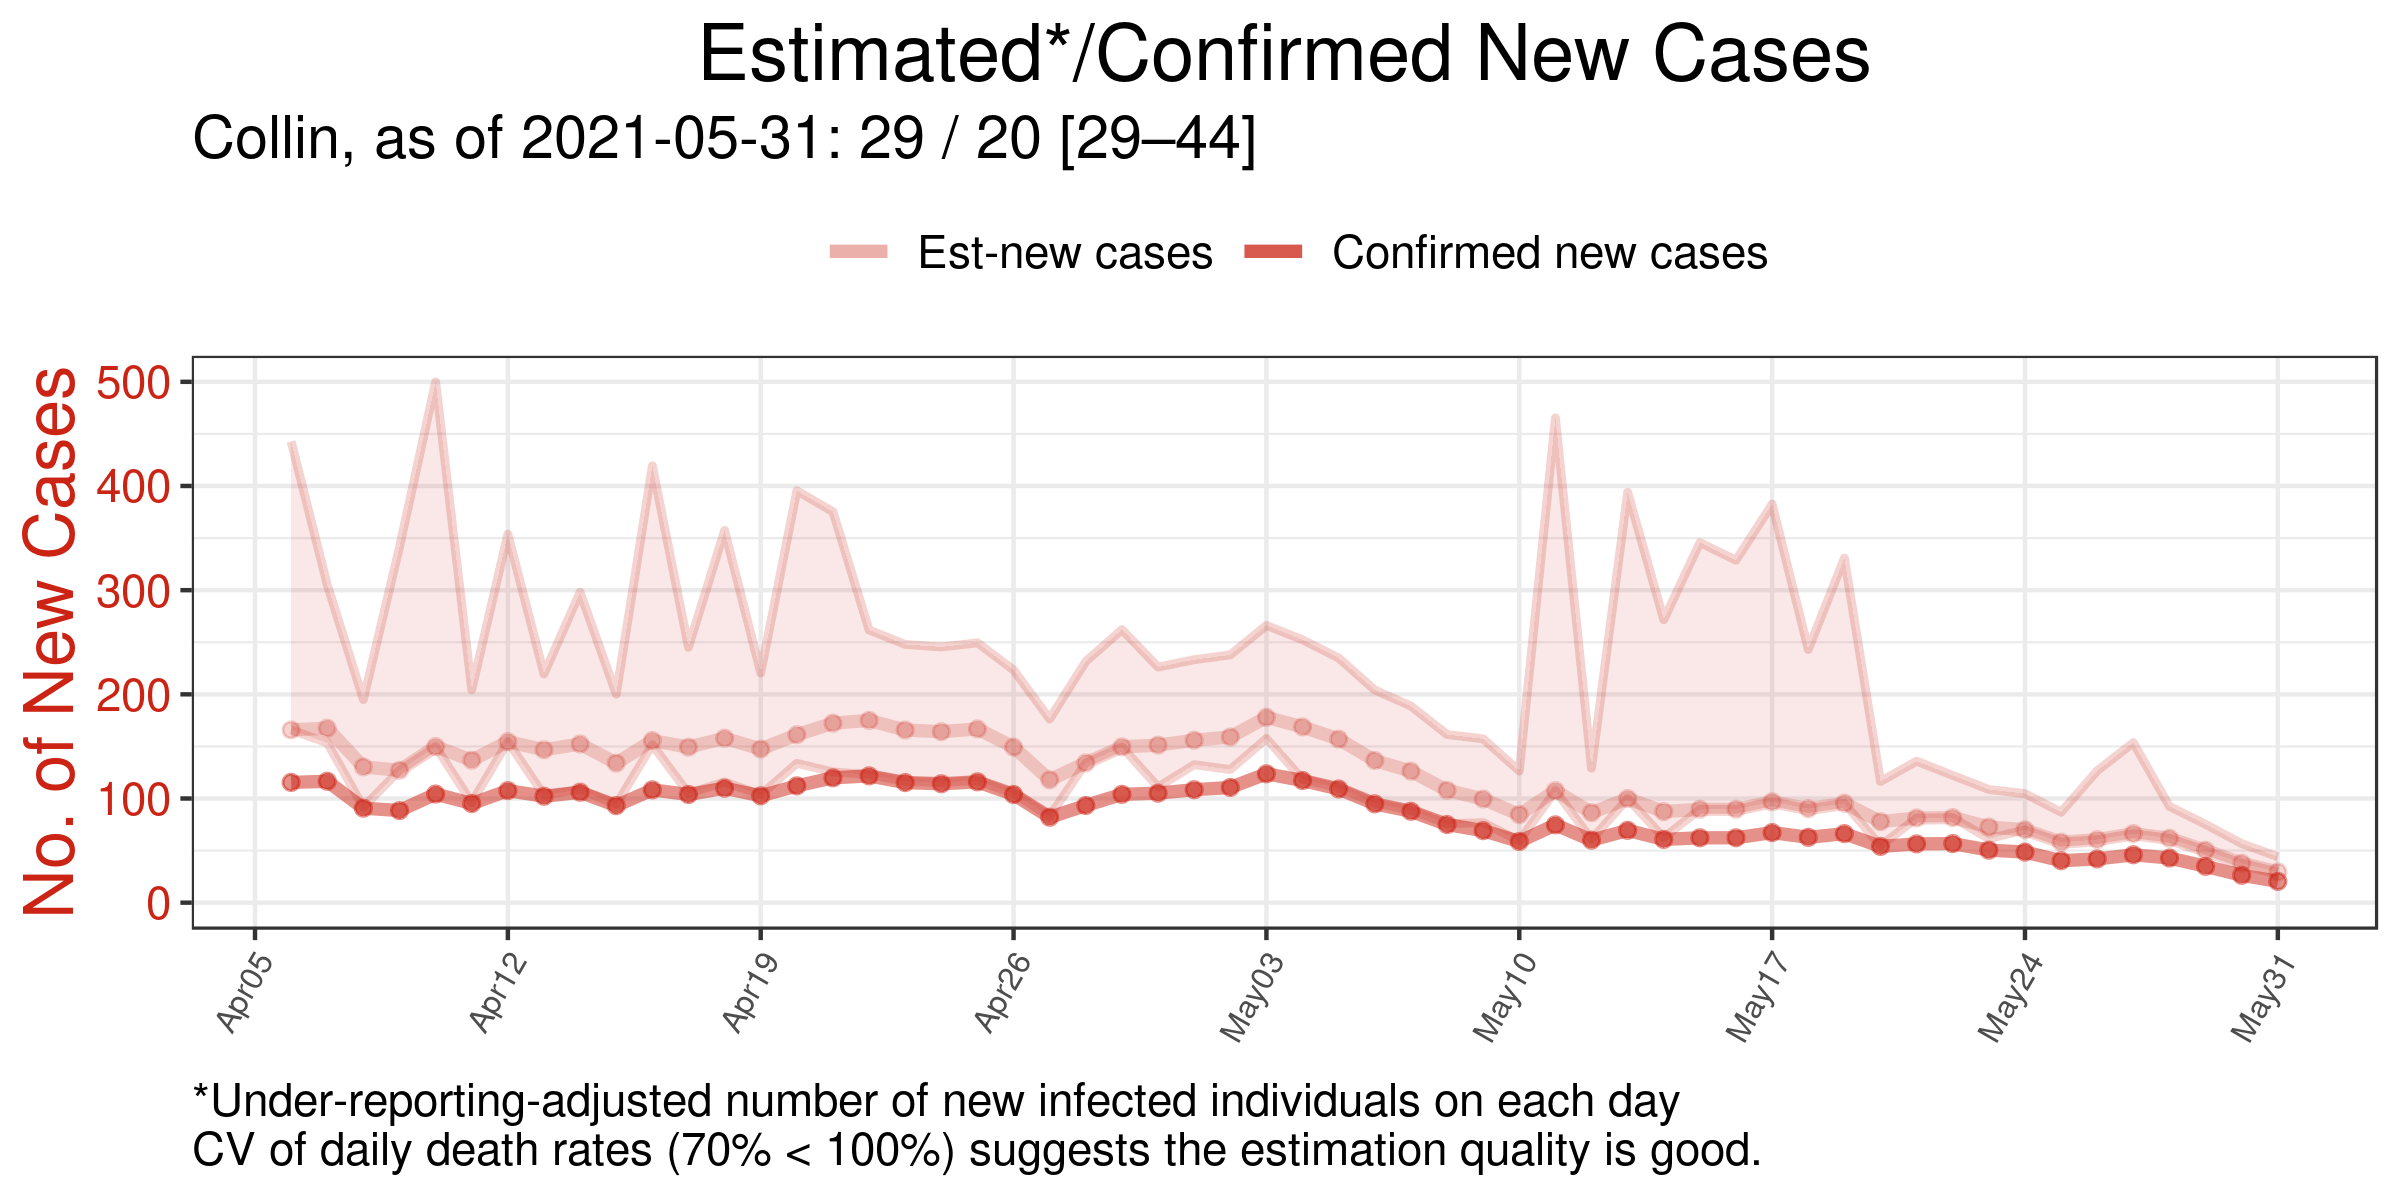 Estimated*/Confirmed New Cases
Collin, as of 2021-05-31: 29 / 20 [29–44]
Est-new cases
Confirmed new cases
No. of New Cases
500
400
300
200
100
0
Apr05
Apr12
Apr19
Apr26
May03
May10
May17
May24
May31
*Under-reporting-adjusted number of new infected individuals on each day
CV of daily death rates (70% < 100%) suggests the estimation quality is good.